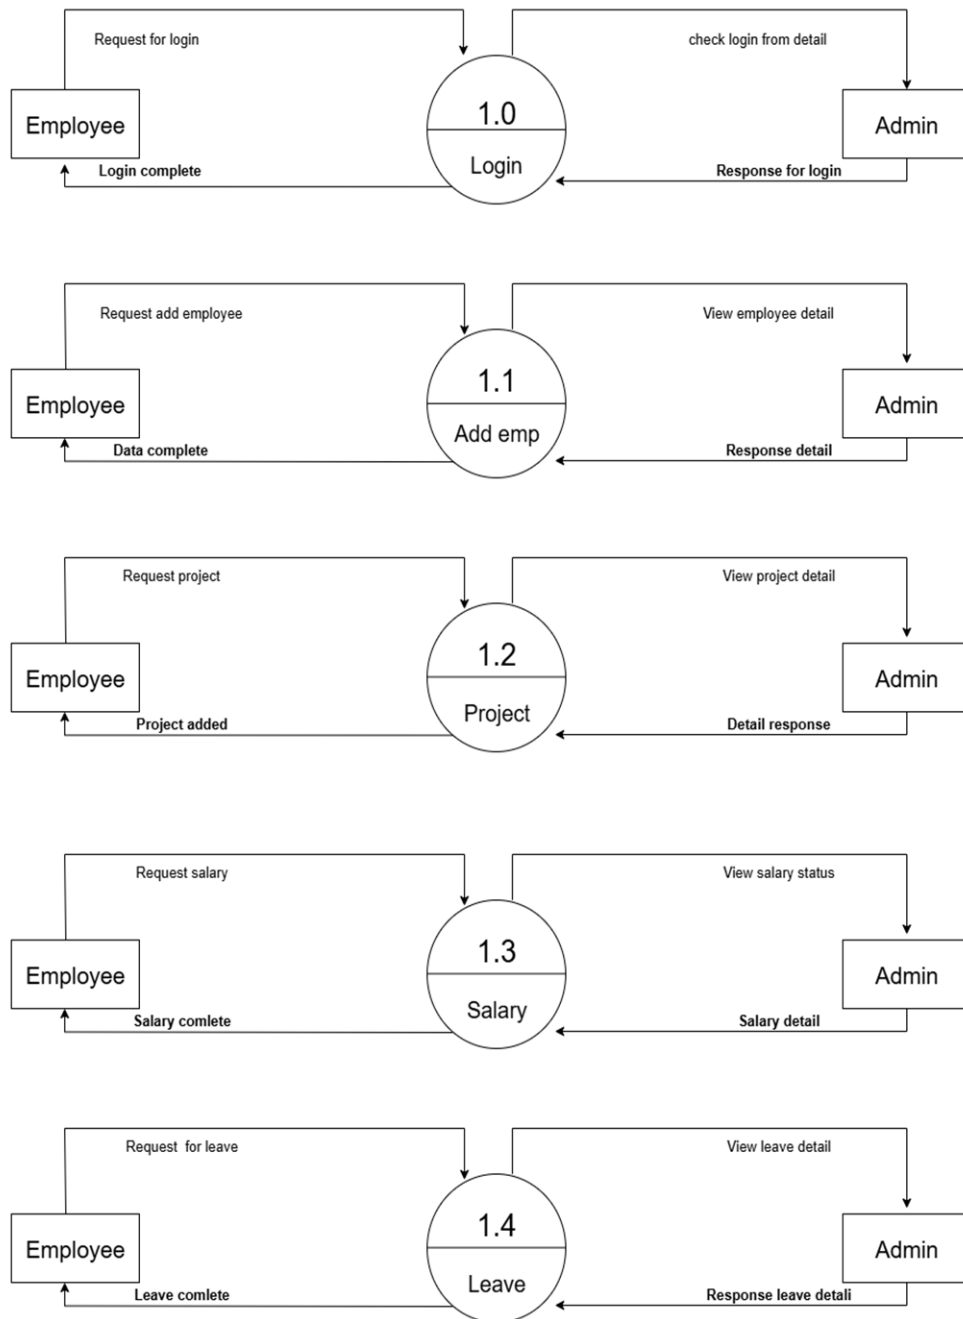 Request for login
check login from detail
Employee
1.0
Login
Admin
Login complete
Response for login
Request add employee
View employee detail
Employee
1.1
Add emp
Admin
Data complete
Response detail
Request project
View project detail
Employee
1.2
Project
Admin
Project added
Detail response
Request salary
View salary status
Employee
1.3
Salary
Admin
Salary comlete
Salary detail
Request for leave
View leave detail
Employee
1.4
Leave
Admin
Leave comlete
Response leave detali